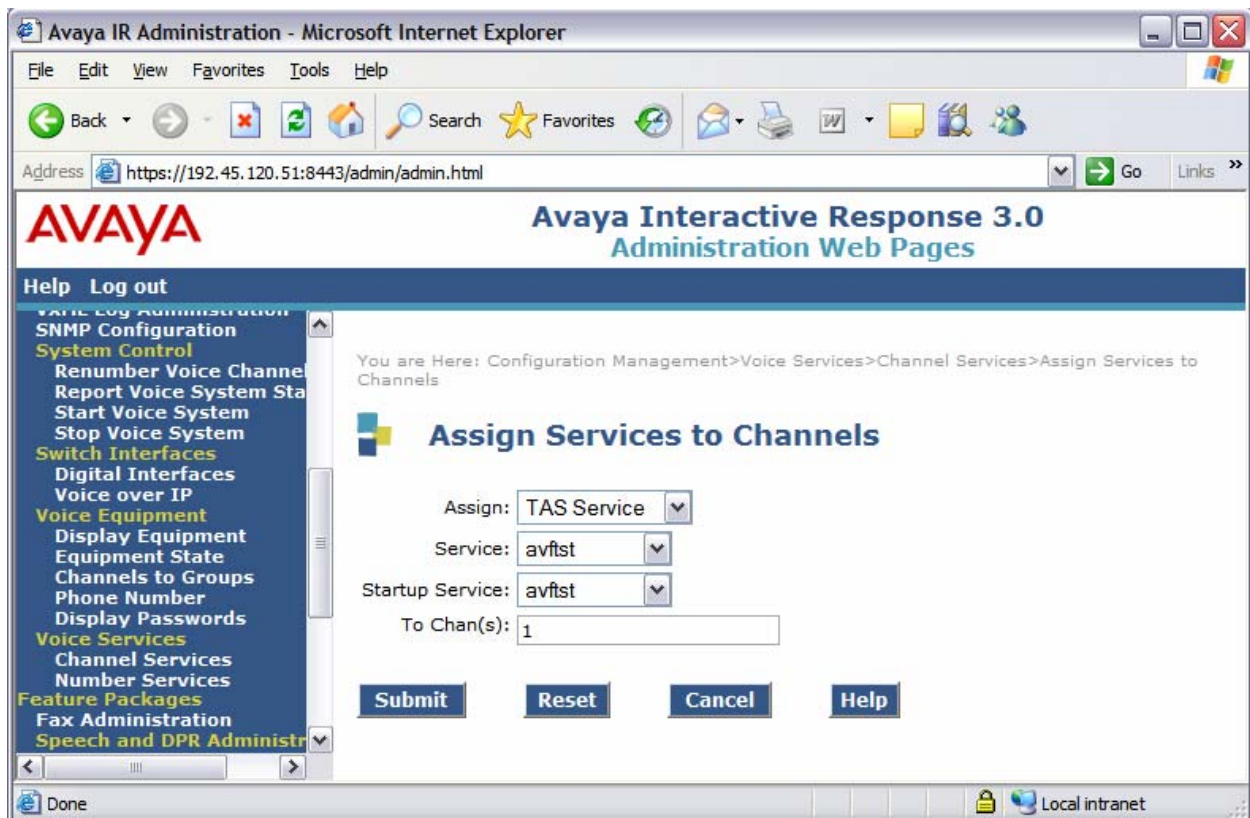 Avaya IR Administration - Microsoft Internet Explorer
File Edit View Favorites Tools Help
Back Search Favorites
Address https://192.45.120.51:8443/admin/admin.html Go Links »
AVAYA
Avaya Interactive Response 3.0
Administration Web Pages
Help Log out
VXML Log Administration
SNMP Configuration
System Control
Renumber Voice Channel
Report Voice System Sta
Start Voice System
Stop Voice System
Switch Interfaces
Digital Interfaces
Voice over IP
Voice Equipment
Display Equipment
Equipment State
Channels to Groups
Phone Number
Display Passwords
Voice Services
Channel Services
Number Services
Feature Packages
Fax Administration
Speech and DPR Administr
You are Here: Configuration Management>Voice Services>Channel Services>Assign Services to
Channels
Assign Services to Channels
Assign: TAS Service
Service: avftst
Startup Service: avftst
To Chan(s): 1
Submit Reset Cancel Help
Done Local intranet